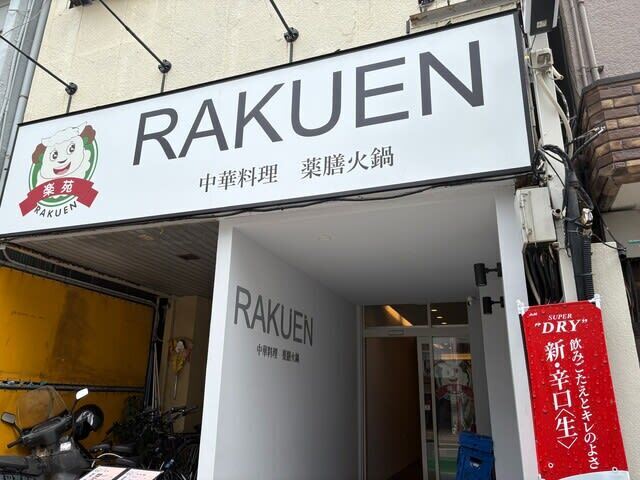 RAKUEN
中華料理 薬膳火鍋
楽苑
RAKUEN
RAKUEN
中華料理 薬膳火鍋
Asahi
SUPER
"DRY"
飲みごたえとキレのよさ
新・辛口〈生〉